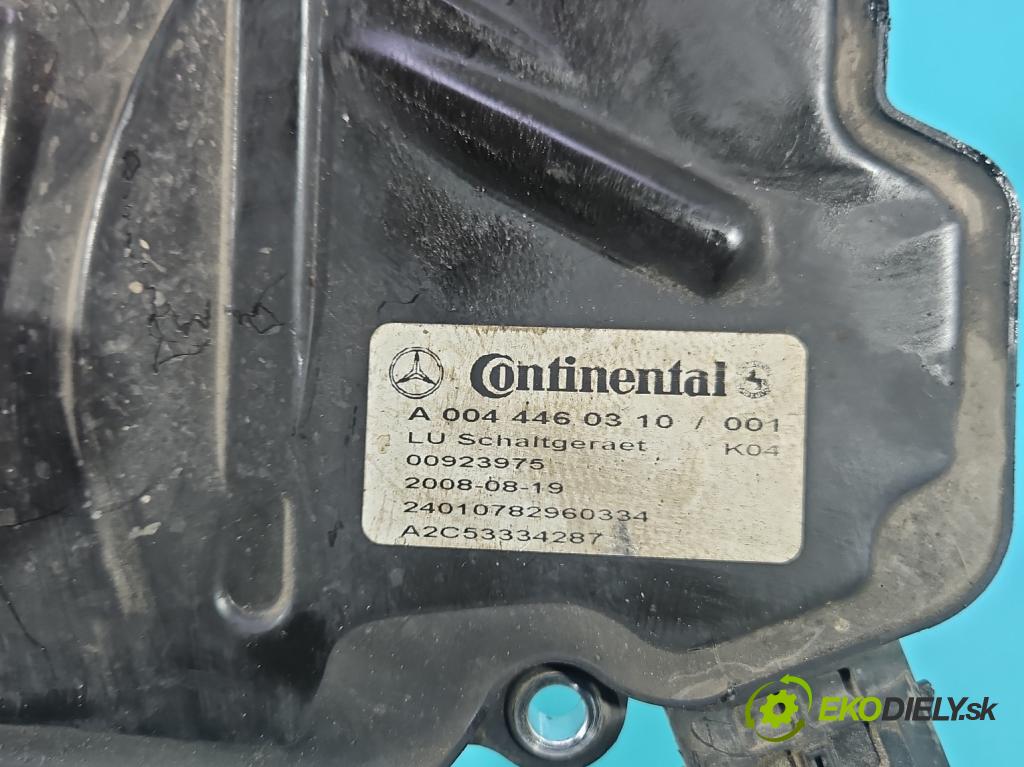 Continental
A 004 446 03 10 / 001
LU Schaltgeraet K04
00923975
2008-08-19
24010782960334
A2C53334287
EKODIELY.sk